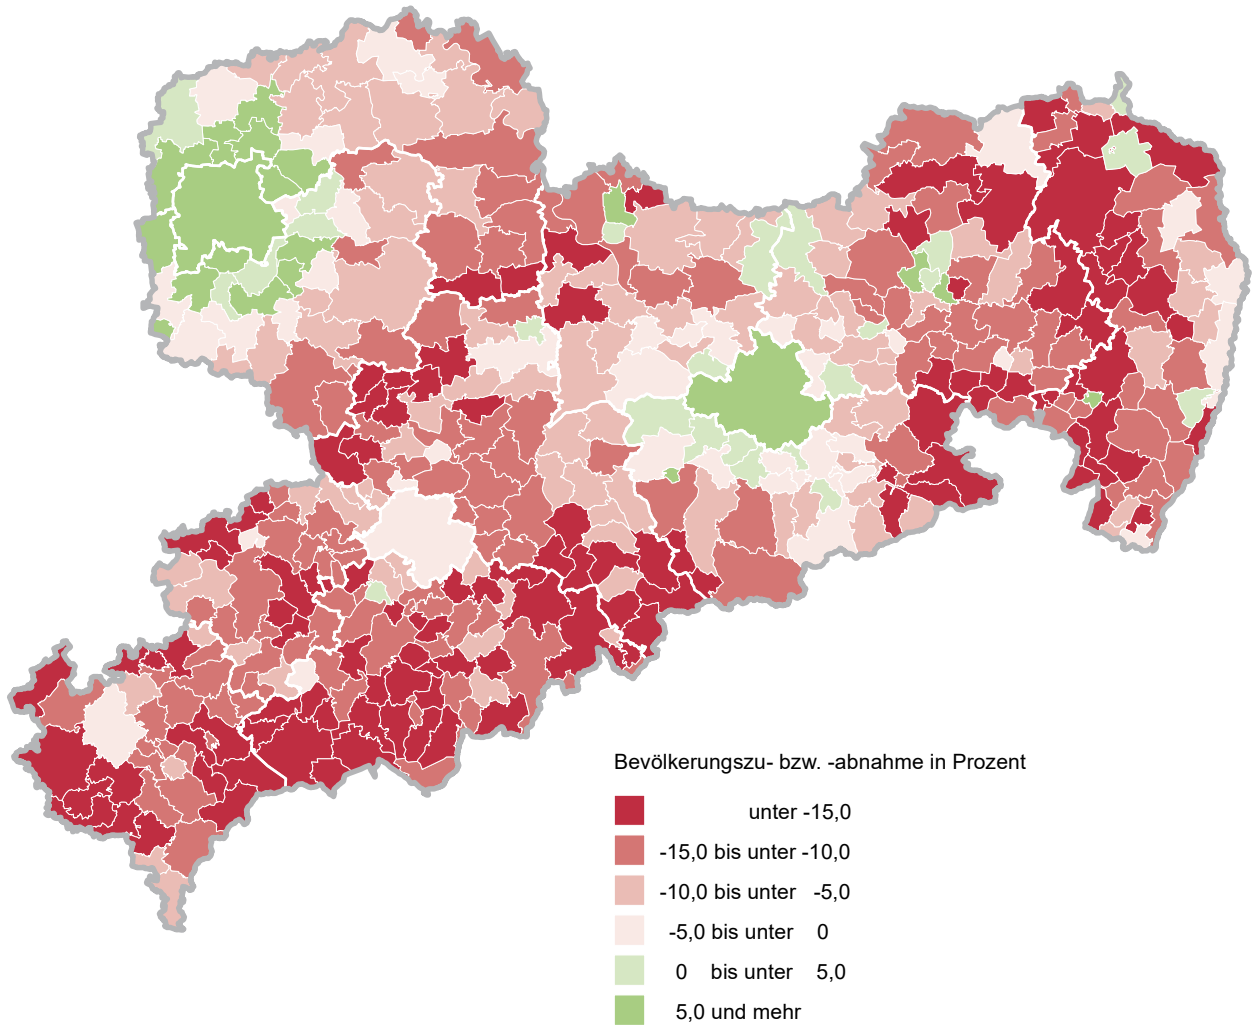 Bevölkerungszu- bzw. -abnahme in Prozent
unter -15,0
-15,0 bis unter -10,0
-10,0 bis unter -5,0
-5,0 bis unter 0
0 bis unter 5,0
5,0 und mehr